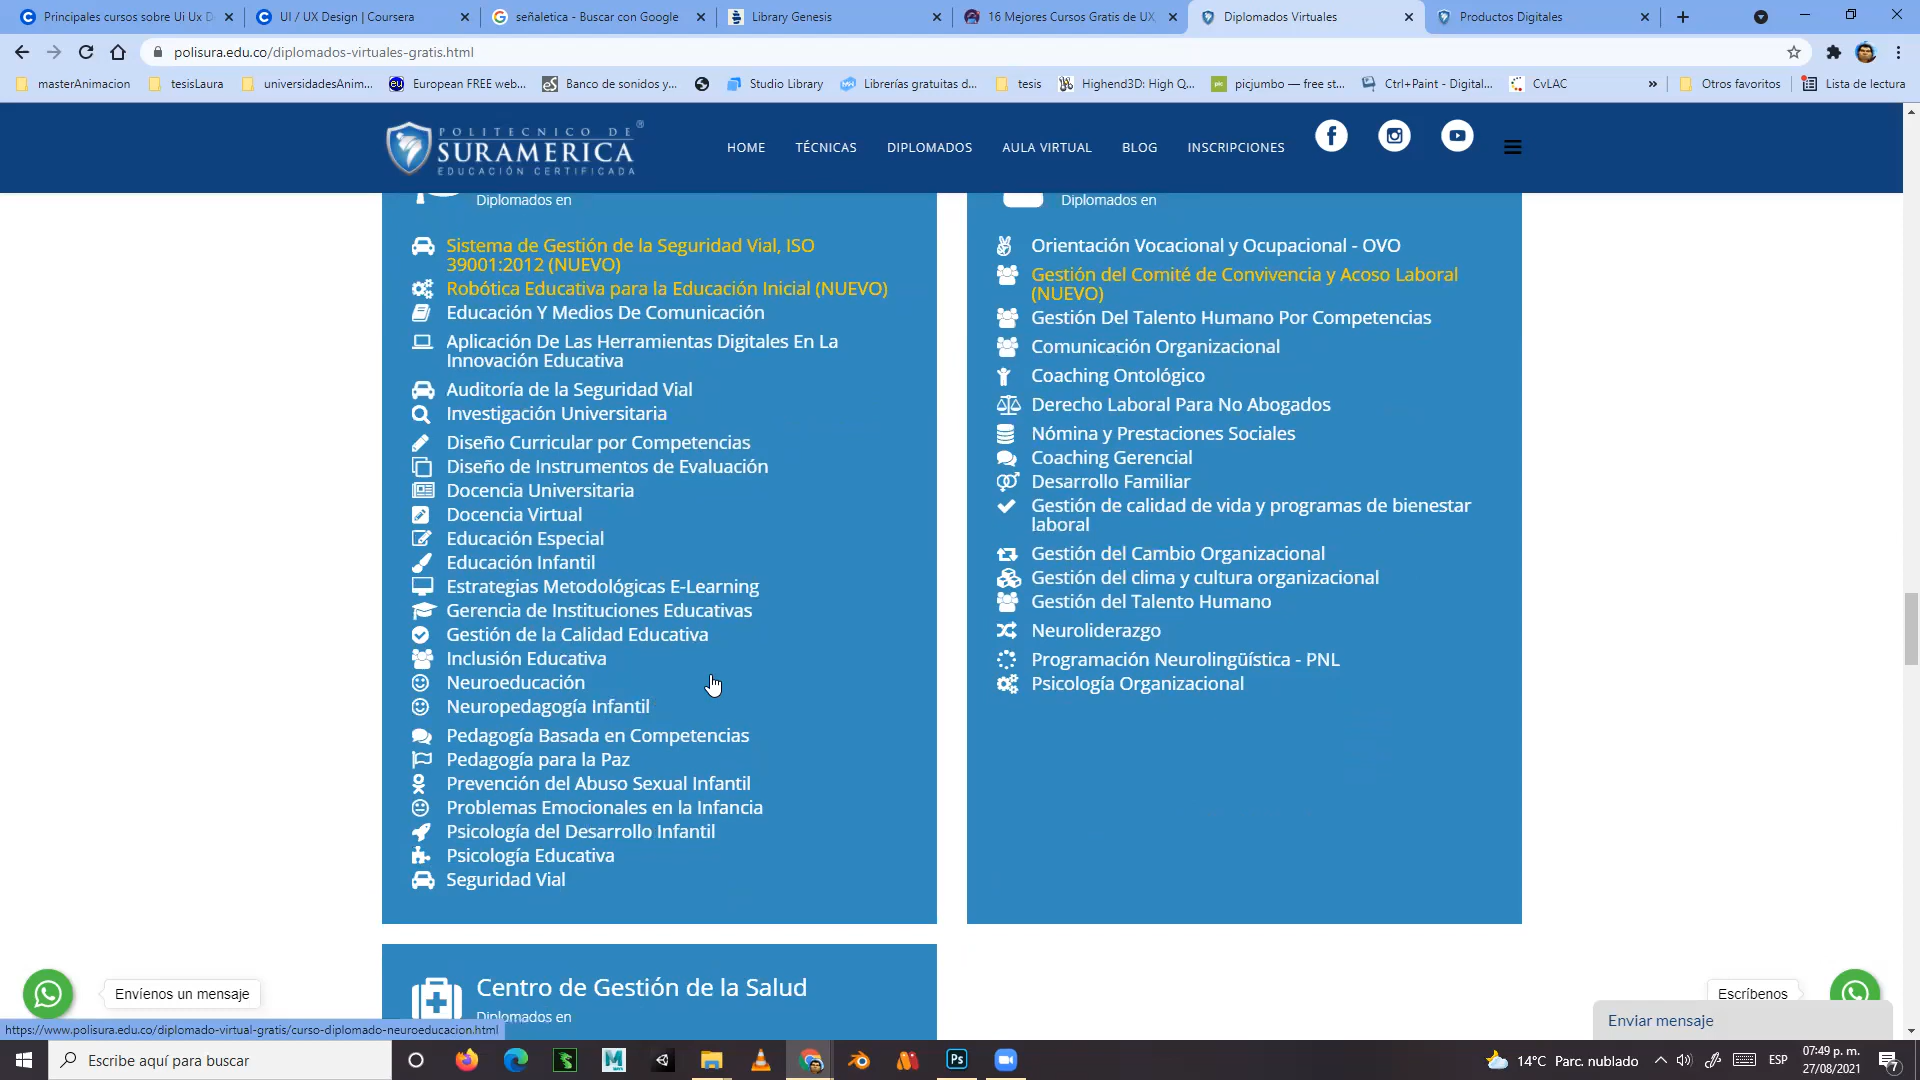 Principales cursos sobre Ui Ux D
UI / UX Design | Coursera
señaletica - Buscar con Google
Library Genesis
16 Mejores Cursos Gratis de UX
Diplomados Virtuales
Productos Digitales
polisura.edu.co/diplomados-virtuales-gratis.html
masterAnimacion
tesisLaura
universidadesAnim...
European FREE web...
Banco de sonidos y...
Studio Library
Librerías gratuitas d...
tesis
Highend3D: High Q...
picjumbo — free st...
Ctrl+Paint - Digital...
CvLAC
»
Otros favoritos
Lista de lectura
POLITECNICO DE
SURAMERICA
EDUCACIÓN CERTIFICADA
HOME
TÉCNICAS
DIPLOMADOS
AULA VIRTUAL
BLOG
INSCRIPCIONES
Diplomados en
Sistema de Gestión de la Seguridad Vial, ISO
39001:2012 (NUEVO)
Robótica Educativa para la Educación Inicial (NUEVO)
Educación Y Medios De Comunicación
Aplicación De Las Herramientas Digitales En La
Innovación Educativa
Auditoría de la Seguridad Vial
Investigación Universitaria
Diseño Curricular por Competencias
Diseño de Instrumentos de Evaluación
Docencia Universitaria
Docencia Virtual
Educación Especial
Educación Infantil
Estrategias Metodológicas E-Learning
Gerencia de Instituciones Educativas
Gestión de la Calidad Educativa
Inclusión Educativa
Neuroeducación
Neuropedagogía Infantil
Pedagogía Basada en Competencias
Pedagogía para la Paz
Prevención del Abuso Sexual Infantil
Problemas Emocionales en la Infancia
Psicología del Desarrollo Infantil
Psicología Educativa
Seguridad Vial
Diplomados en
Orientación Vocacional y Ocupacional - OVO
Gestión del Comité de Convivencia y Acoso Laboral
(NUEVO)
Gestión Del Talento Humano Por Competencias
Comunicación Organizacional
Coaching Ontológico
Derecho Laboral Para No Abogados
Nómina y Prestaciones Sociales
Coaching Gerencial
Desarrollo Familiar
Gestión de calidad de vida y programas de bienestar
laboral
Gestión del Cambio Organizacional
Gestión del clima y cultura organizacional
Gestión del Talento Humano
Neuroliderazgo
Programación Neurolingüística - PNL
Psicología Organizacional
Centro de Gestión de la Salud
Diplomados en
Envíenos un mensaje
Escríbenos
Enviar mensaje
https://www.polisura.edu.co/diplomado-virtual-gratis/curso-diplomado-neuroeducacion.html
Escribe aquí para buscar
14°C Parc. nublado
ESP
07:49 p. m.
27/08/2021
7